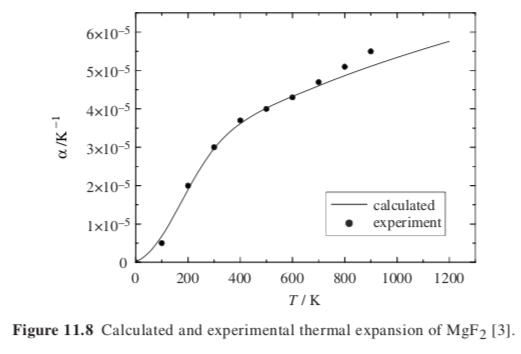 6×10⁻⁵
5×10⁻⁵
4×10⁻⁵
3×10⁻⁵
2×10⁻⁵
1×10⁻⁵
0
α /K⁻¹
calculated
experiment
0 200 400 600 800 1000 1200
T / K
Figure 11.8 Calculated and experimental thermal expansion of MgF₂ [3].